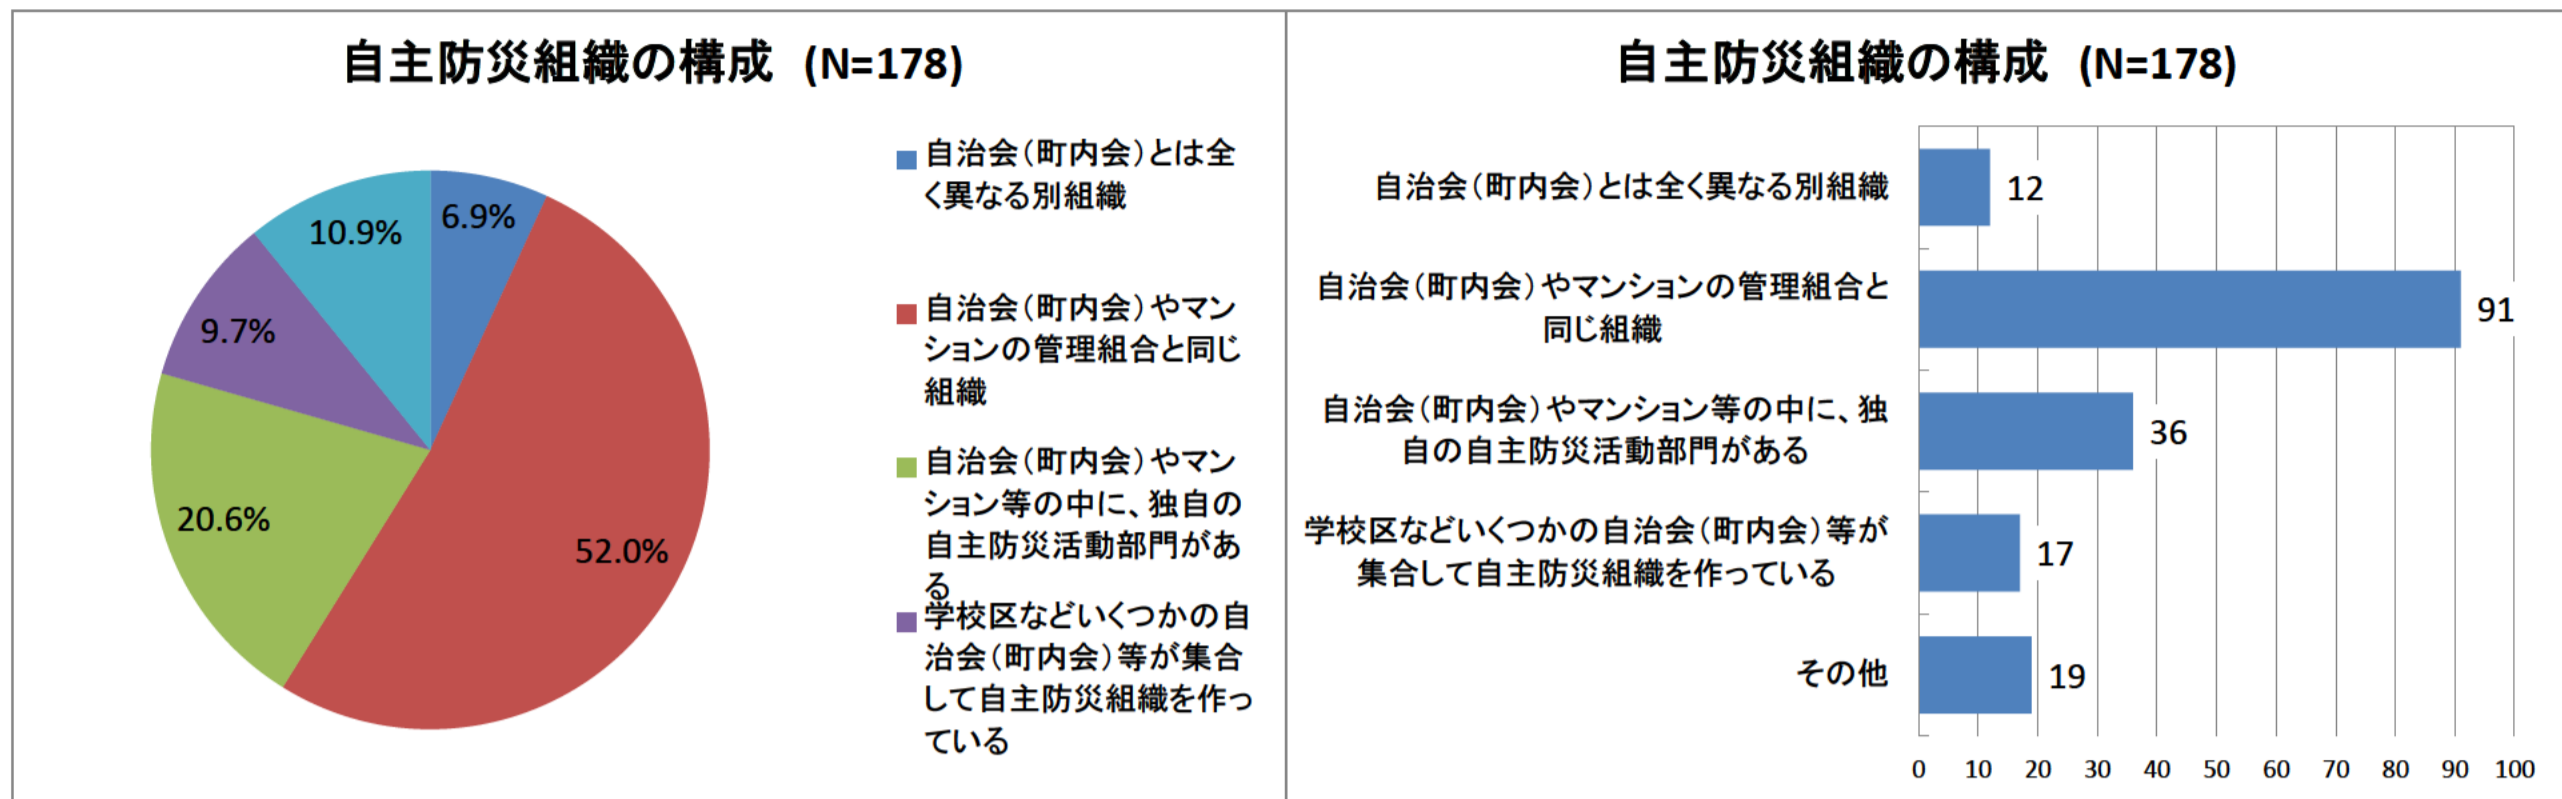 自主防災組織の構成 (N=178)
6.9%
52.0%
20.6%
9.7%
10.9%
自治会(町内会)とは全
く異なる別組織
自治会(町内会)やマン
ションの管理組合と同じ
組織
自治会(町内会)やマン
ション等の中に、独自の
自主防災活動部門があ
る
学校区などいくつかの自
治会(町内会)等が集合
して自主防災組織を作っ
ている
自主防災組織の構成 (N=178)
自治会(町内会)とは全く異なる別組織
12
自治会(町内会)やマンションの管理組合と
同じ組織
91
自治会(町内会)やマンション等の中に、独
自の自主防災活動部門がある
36
学校区などいくつかの自治会(町内会)等が
集合して自主防災組織を作っている
17
その他
19
0 10 20 30 40 50 60 70 80 90 100